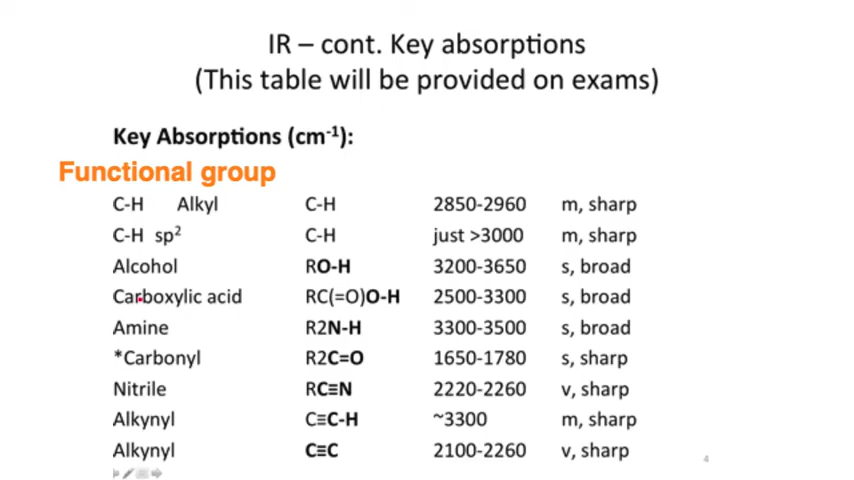 IR – cont. Key absorptions
(This table will be provided on exams)
Key Absorptions (cm-1):
Functional group
C-H Alkyl C-H 2850-2960 m, sharp
C-H sp2 C-H just >3000 m, sharp
Alcohol RO-H 3200-3650 s, broad
Carboxylic acid RC(=O)O-H 2500-3300 s, broad
Amine R2N-H 3300-3500 s, broad
*Carbonyl R2C=O 1650-1780 s, sharp
Nitrile RC≡N 2220-2260 v, sharp
Alkynyl C≡C-H ~3300 m, sharp
Alkynyl C≡C 2100-2260 v, sharp
4